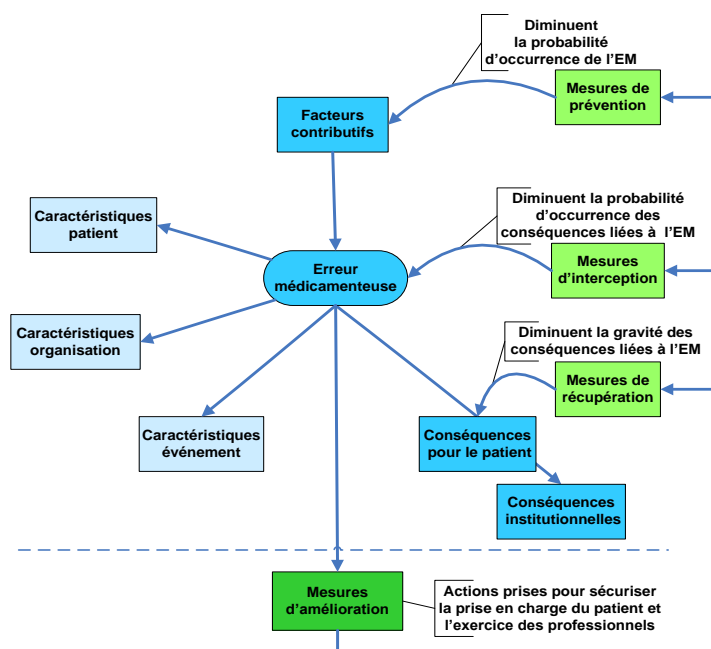 Diminuent
la probabilité
d'occurrence de l'EM
Mesures de
prévention
Facteurs
contributifs
Caractéristiques
patient
Diminuent la probabilité
d'occurrence des
conséquences liées à l'EM
Erreur
médicamenteuse
Mesures
d'interception
Caractéristiques
organisation
Diminuent la gravité des
conséquences liées à l'EM
Mesures de
récupération
Caractéristiques
événement
Conséquences
pour le patient
Conséquences
institutionnelles
Mesures
d'amélioration
Actions prises pour sécuriser
la prise en charge du patient et
l'exercice des professionnels